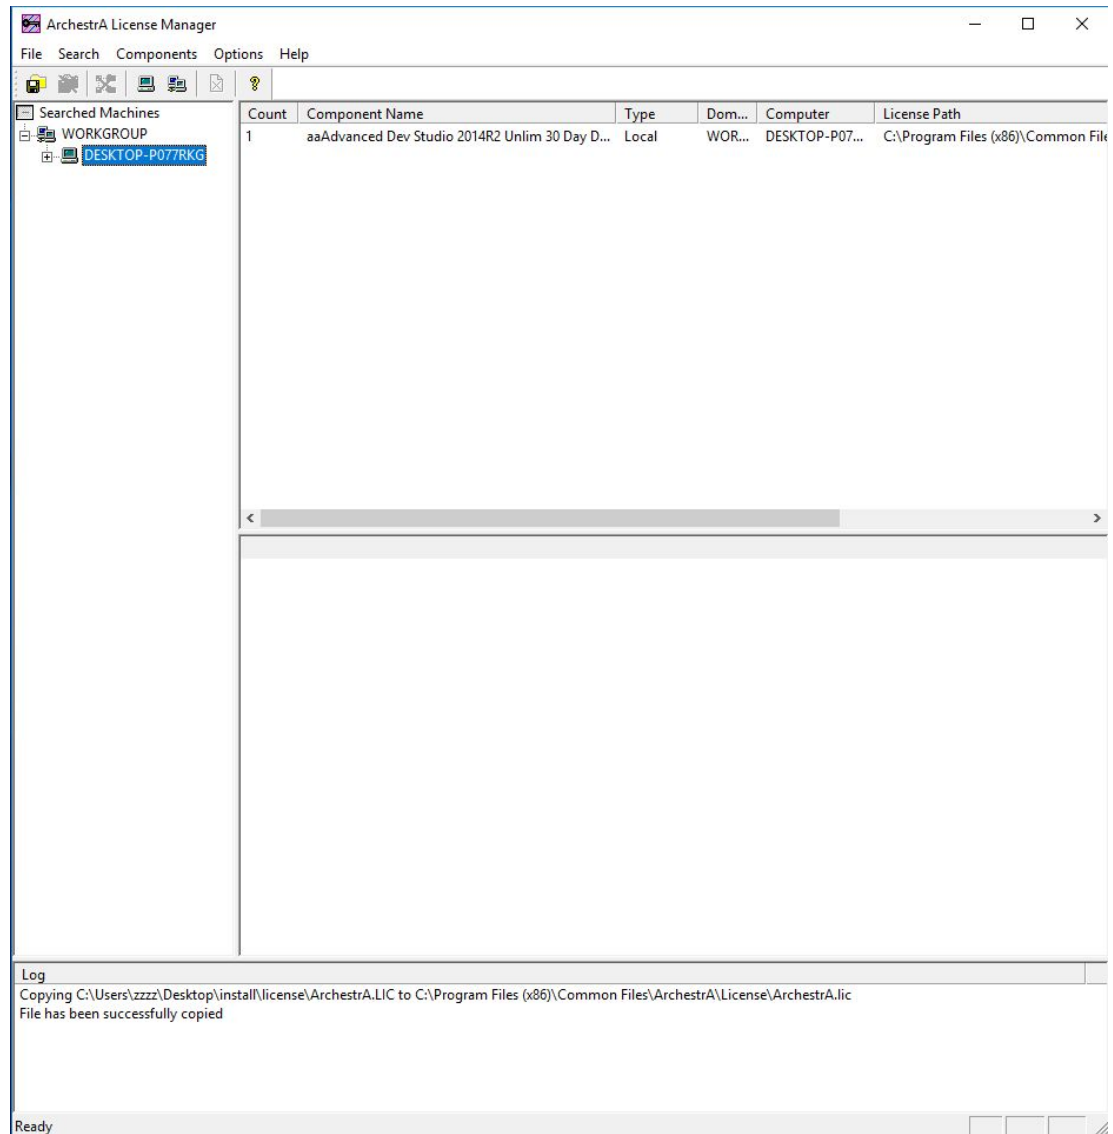 ArchestrA License Manager
File Search Components Options Help
Searched Machines
WORKGROUP
DESKTOP-P077RKG
Count Component Name Type Dom... Computer License Path
1 aaAdvanced Dev Studio 2014R2 Unlim 30 Day D... Local WOR... DESKTOP-P07... C:\Program Files (x86)\Common File
Log
Copying C:\Users\zzzz\Desktop\install\license\ArchestrA.LIC to C:\Program Files (x86)\Common Files\ArchestrA\License\ArchestrA.lic
File has been successfully copied
Ready